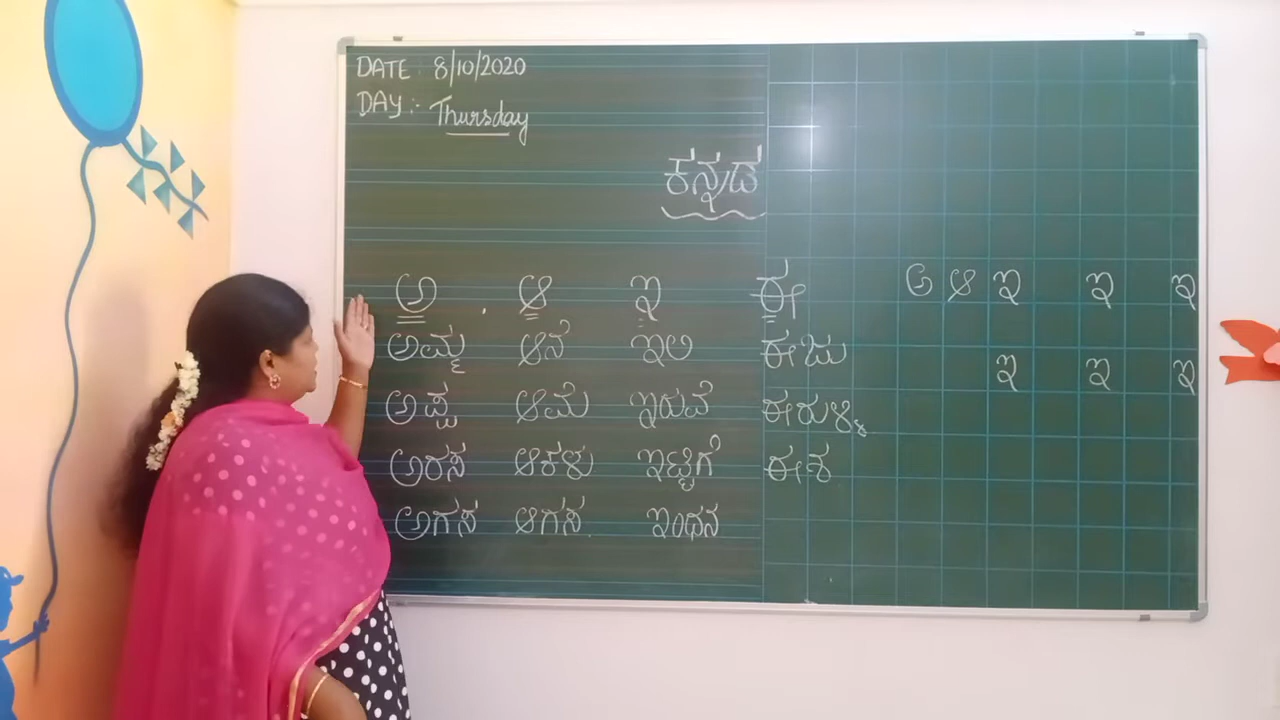 DATE : 8/10/2020
DAY :- Thursday
ಕನ್ನಡ
ಅ ಆ ಇ ಈ ಅ ಆ ಇ ಇ ಇ
ಅಮ್ಮ ಆನೆ ಇಲಿ ಈಜು ಇ ಇ ಇ
ಅಪ್ಪ ಆಮೆ ಇರುವೆ ಈರುಳ್ಳಿ
ಅರಸ ಆಕಳು ಇಟ್ಟಿಗೆ ಈಶ
ಅಗಸ ಆಗಸ ಇಂಧನ